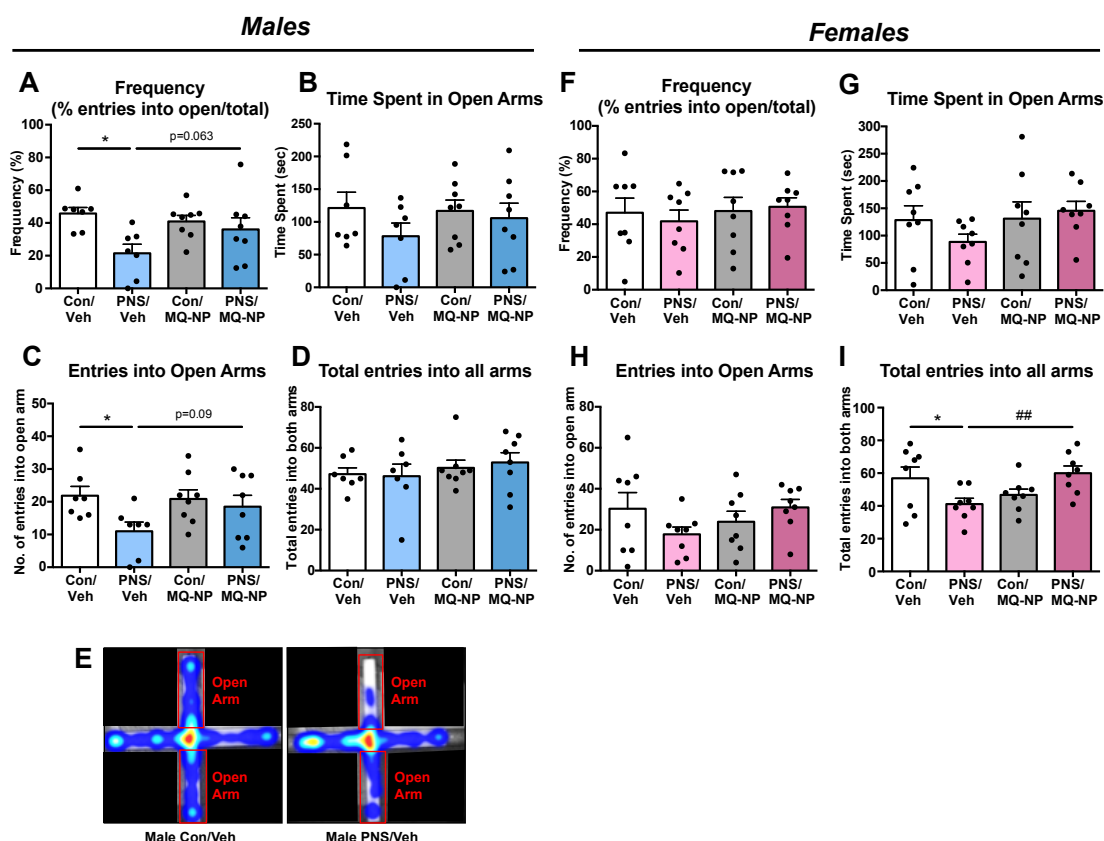 Males
Females
A
Frequency
(% entries into open/total)
Frequuency (%)
100
80
60
40
20
0
*
p=0.063
Con/
Veh
PNS/
Veh
Con/
MQ-NP
PNS/
MQ-NP
B
Time Spent in Open Arms
Time Spent (sec)
250
200
150
100
50
0
Con/
Veh
PNS/
Veh
Con/
MQ-NP
PNS/
MQ-NP
F
Frequency
(% entries into open/total)
Frequency (%)
100
80
60
40
20
0
Con/
Veh
PNS/
Veh
Con/
MQ-NP
PNS/
MQ-NP
G
Time Spent in Open Arms
Time Spent (sec)
300
250
200
150
100
50
0
Con/
Veh
PNS/
Veh
Con/
MQ-NP
PNS/
MQ-NP
C
Entries into Open Arms
No. of entries into open arm
50
40
30
20
10
0
*
p=0.09
Con/
Veh
PNS/
Veh
Con/
MQ-NP
PNS/
MQ-NP
D
Total entries into all arms
Total entries into both arms
100
80
60
40
20
0
Con/
Veh
PNS/
Veh
Con/
MQ-NP
PNS/
MQ-NP
H
Entries into Open Arms
No. of entries into open arm
80
60
40
20
0
Con/
Veh
PNS/
Veh
Con/
MQ-NP
PNS/
MQ-NP
I
Total entries into all arms
Total entries into both arms
100
80
60
40
20
0
*
##
Con/
Veh
PNS/
Veh
Con/
MQ-NP
PNS/
MQ-NP
E
Open
Arm
Open
Arm
Male Con/Veh
Open
Arm
Open
Arm
Male PNS/Veh